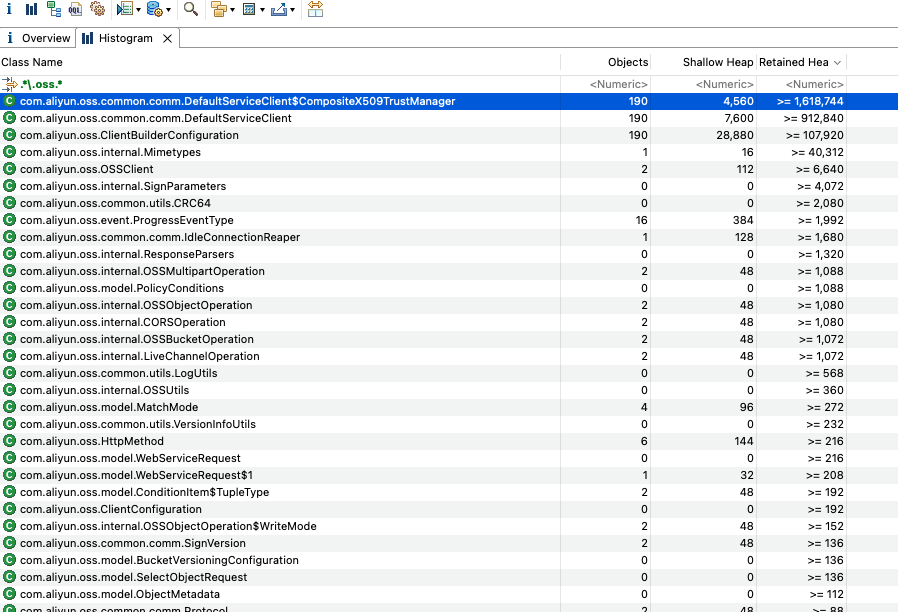 Overview
Histogram
Class Name Objects Shallow Heap Retained Hea
.*\.oss.* <Numeric> <Numeric> <Numeric>
com.aliyun.oss.common.comm.DefaultServiceClient$CompositeX509TrustManager 190 4,560 >= 1,618,744
com.aliyun.oss.common.comm.DefaultServiceClient 190 7,600 >= 912,840
com.aliyun.oss.ClientBuilderConfiguration 190 28,880 >= 107,920
com.aliyun.oss.internal.Mimetypes 1 16 >= 40,312
com.aliyun.oss.OSSClient 2 112 >= 6,640
com.aliyun.oss.internal.SignParameters 0 0 >= 4,072
com.aliyun.oss.common.utils.CRC64 0 0 >= 2,080
com.aliyun.oss.event.ProgressEventType 16 384 >= 1,992
com.aliyun.oss.common.comm.IdleConnectionReaper 1 128 >= 1,680
com.aliyun.oss.internal.ResponseParsers 0 0 >= 1,320
com.aliyun.oss.internal.OSSMultipartOperation 2 48 >= 1,088
com.aliyun.oss.model.PolicyConditions 0 0 >= 1,088
com.aliyun.oss.internal.OSSObjectOperation 2 48 >= 1,080
com.aliyun.oss.internal.CORSOperation 2 48 >= 1,080
com.aliyun.oss.internal.OSSBucketOperation 2 48 >= 1,072
com.aliyun.oss.internal.LiveChannelOperation 2 48 >= 1,072
com.aliyun.oss.common.utils.LogUtils 0 0 >= 568
com.aliyun.oss.internal.OSSUtils 0 0 >= 360
com.aliyun.oss.model.MatchMode 4 96 >= 272
com.aliyun.oss.common.utils.VersionInfoUtils 0 0 >= 232
com.aliyun.oss.HttpMethod 6 144 >= 216
com.aliyun.oss.model.WebServiceRequest 0 0 >= 216
com.aliyun.oss.model.WebServiceRequest$1 1 32 >= 208
com.aliyun.oss.model.ConditionItem$TupleType 2 48 >= 192
com.aliyun.oss.ClientConfiguration 0 0 >= 192
com.aliyun.oss.internal.OSSObjectOperation$WriteMode 2 48 >= 152
com.aliyun.oss.common.comm.SignVersion 2 48 >= 136
com.aliyun.oss.model.BucketVersioningConfiguration 0 0 >= 136
com.aliyun.oss.model.SelectObjectRequest 0 0 >= 136
com.aliyun.oss.model.ObjectMetadata 0 0 >= 112
com.aliyun.oss.common.comm.Protocol 2 48 >= 88